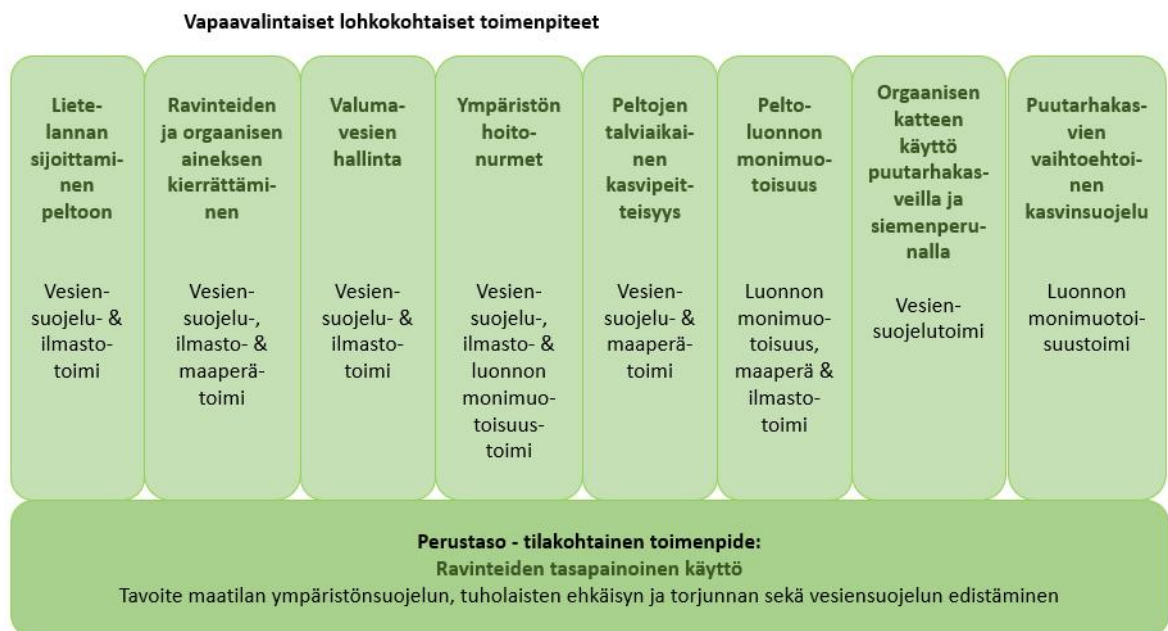 Vapaavalintaiset lohkokohtaiset toimenpiteet
Liete-
lannan
sijoittami-
nen
peltoon
Vesien-
suojelu- &
ilmasto-
toimi
Ravinteiden
ja orgaanisen
aineksen
kierrättämi-
nen
Vesien-
suojelu-,
ilmasto- &
maaperä-
toimi
Valuma-
vesien
hallinta
Vesien-
suojelu- &
ilmasto-
toimi
Ympäristön
hoito-
nurmet
Vesien-
suojelu-,
ilmasto- &
luonnon
monimuo-
toisuus-
toimi
Peltojen
talviaikai-
nen
kasvipeit-
teisyys
Vesien-
suojelu- &
maaperä-
toimi
Pelto-
luonnon
monimuo-
toisuus
Luonnon
monimuo-
toisuus,
maaperä &
ilmasto-
toimi
Orgaanisen
katteen
käyttö
puutarhakas-
veilla ja
siemenperu-
nalla
Vesien-
suojelutoimi
Puutarhakas-
vien
vaihtoehtoi-
nen
kasvinsuojelu
Luonnon
monimuotoi-
suustoimi
Perustaso - tilakohtainen toimenpide:
Ravinteiden tasapainoinen käyttö
Tavoite maatilan ympäristönsuojelun, tuholaisten ehkäisyn ja torjunnan sekä vesiensuojelun edistäminen